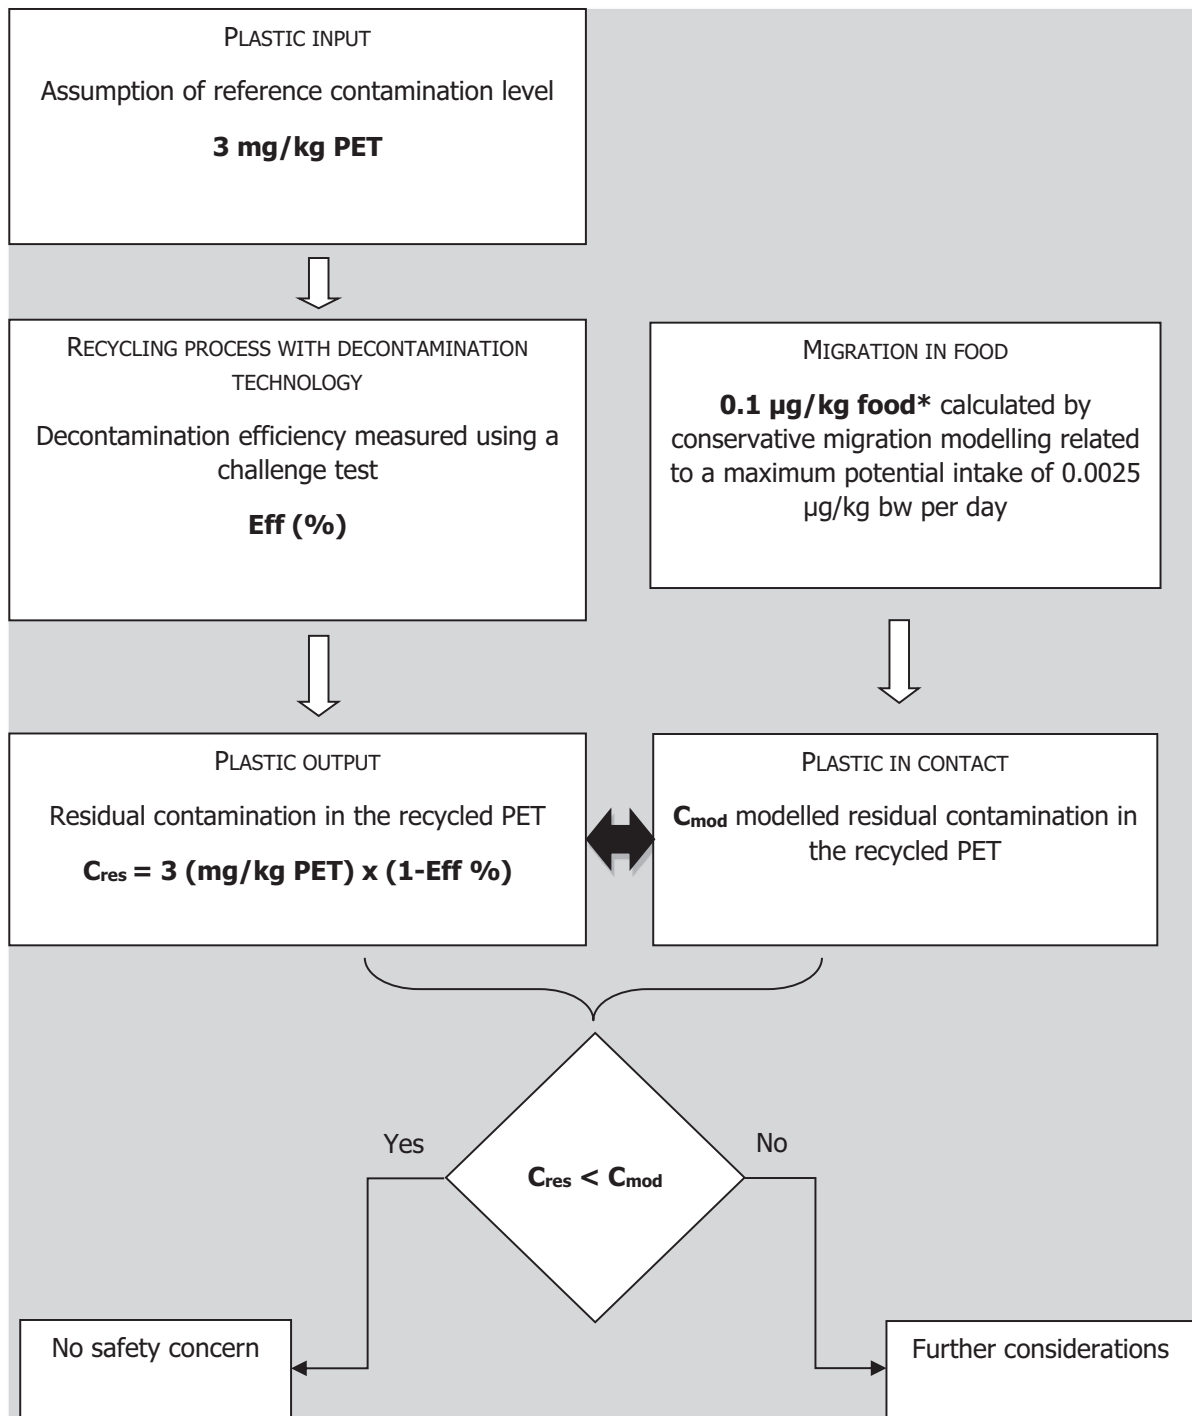 PLASTIC INPUT
Assumption of reference contamination level
3 mg/kg PET
RECYCLING PROCESS WITH DECONTAMINATION
TECHNOLOGY
Decontamination efficiency measured using a
challenge test
Eff (%)
MIGRATION IN FOOD
0.1 µg/kg food* calculated by
conservative migration modelling related
to a maximum potential intake of 0.0025
µg/kg bw per day
PLASTIC OUTPUT
Residual contamination in the recycled PET
Cres = 3 (mg/kg PET) x (1-Eff %)
PLASTIC IN CONTACT
Cmod modelled residual contamination in
the recycled PET
Yes
No
Cres < Cmod
No safety concern
Further considerations